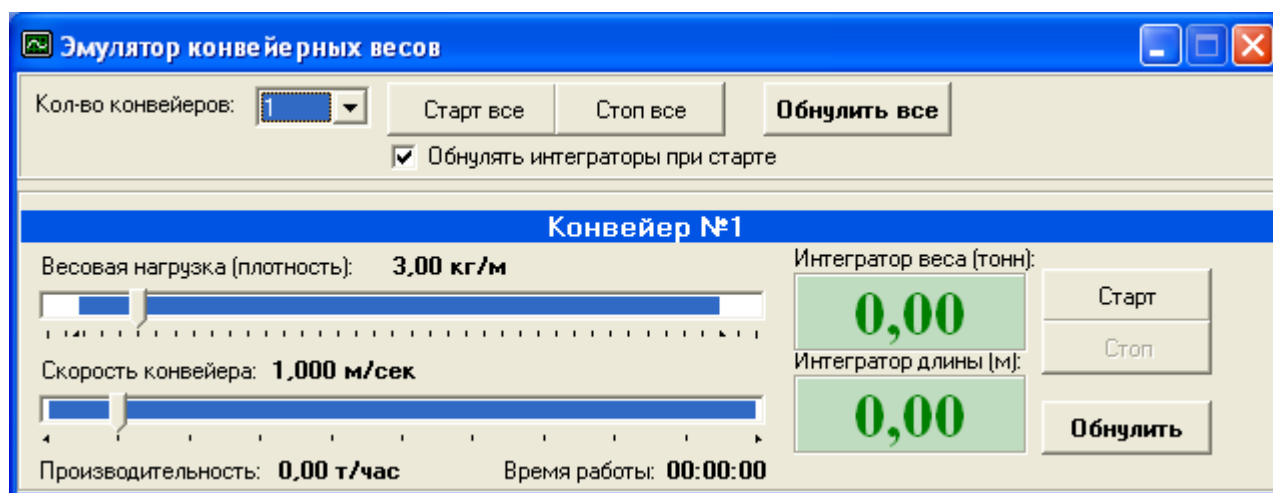 Эмулятор конвейерных весов
Кол-во конвейеров: 1 Старт все Стоп все Обнулить все
Обнулять интеграторы при старте
Конвейер №1
Весовая нагрузка (плотность): 3,00 кг/м
Интегратор веса (тонн):
0,00
Старт
Стоп
Скорость конвейера: 1,000 м/сек
Интегратор длины (м):
0,00
Обнулить
Производительность: 0,00 т/час Время работы: 00:00:00